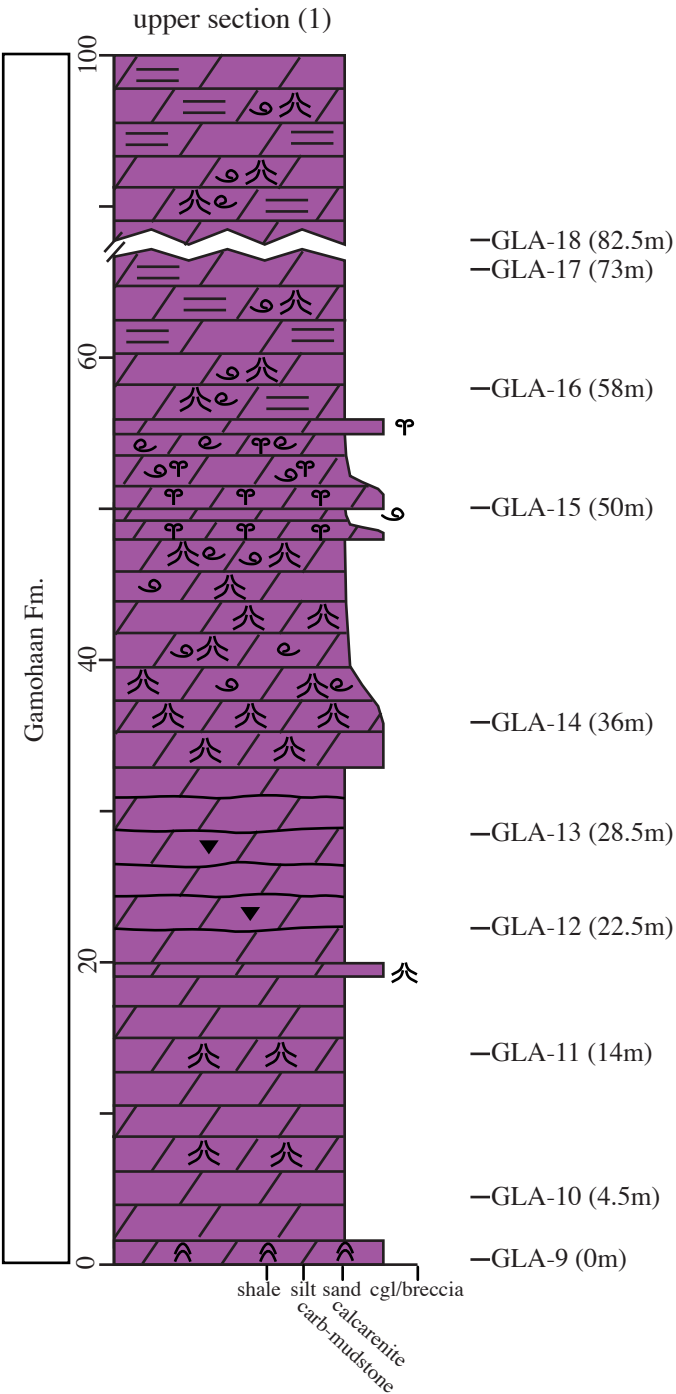 upper section (1)
100
GLA-18 (82.5m)
GLA-17 (73m)
60
GLA-16 (58m)
GLA-15 (50m)
Gamohaan Fm.
40
GLA-14 (36m)
GLA-13 (28.5m)
GLA-12 (22.5m)
20
GLA-11 (14m)
GLA-10 (4.5m)
0
GLA-9 (0m)
shale silt sand cgl/breccia
calcarenite
carb-mudstone